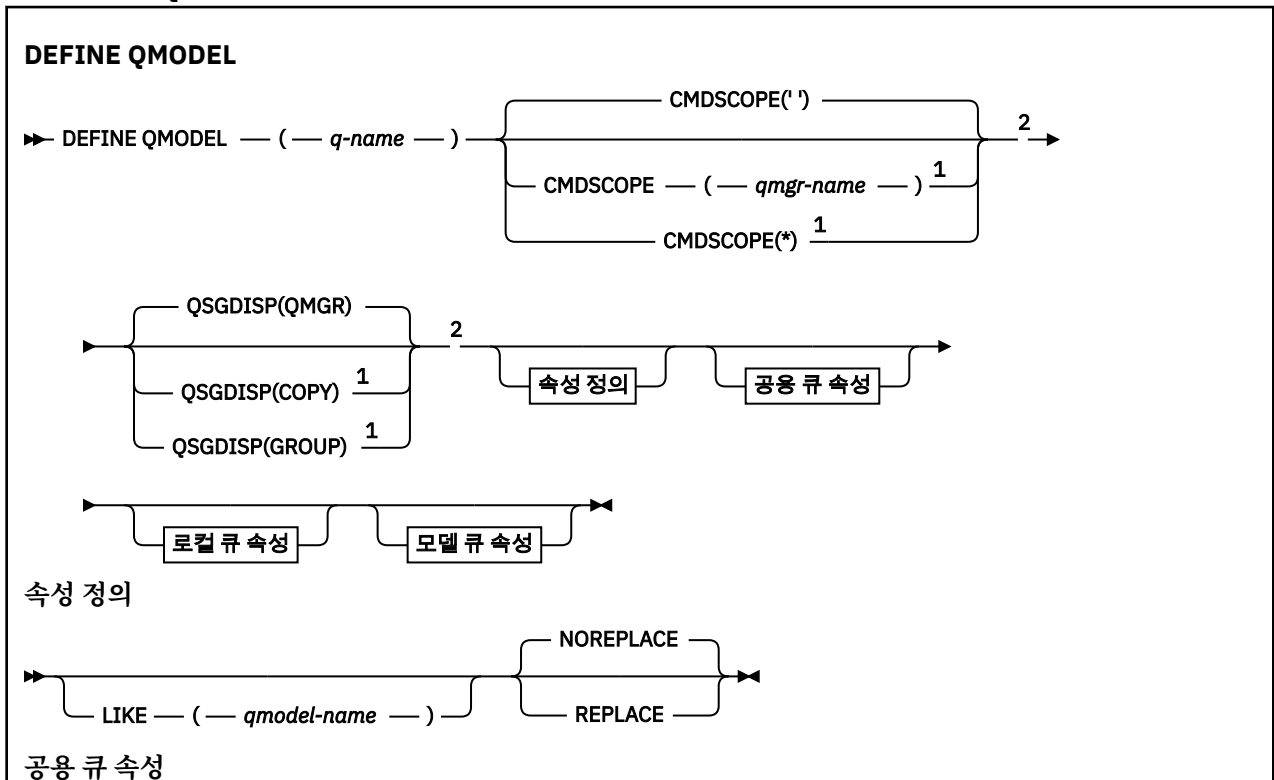 DEFINE QMODEL
CMDSCOPE(' ')
DEFINE QMODEL ( q-name ) 2
CMDSCOPE ( qmgr-name ) 1
CMDSCOPE(*) 1
QSGDISP(QMGR)
2
QSGDISP(COPY) 1 속성 정의 공용 큐 속성
QSGDISP(GROUP) 1
로컬 큐 속성 모델 큐 속성
속성 정의
NOREPLACE
LIKE ( qmodel-name ) REPLACE
공용 큐 속성